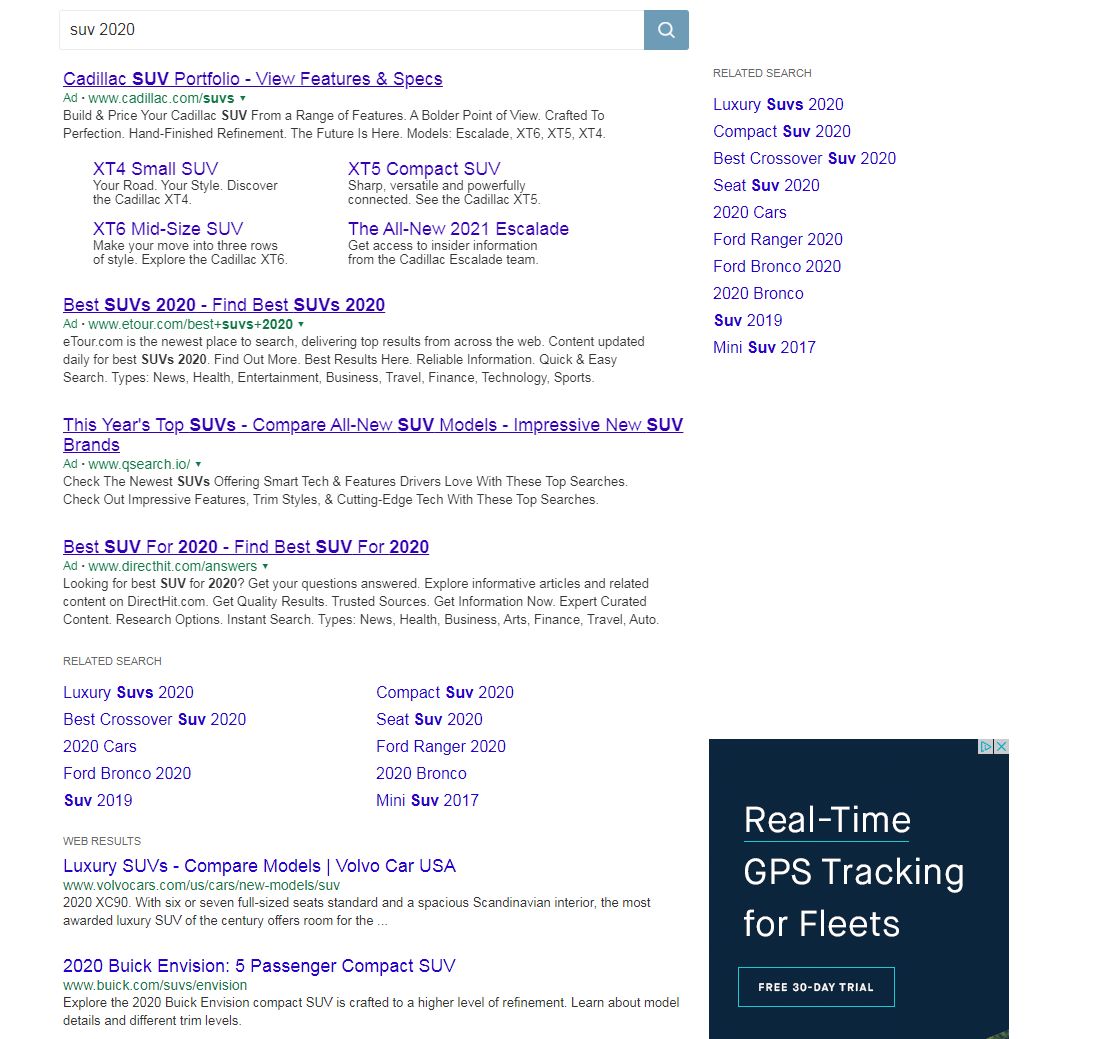 suv 2020
Cadillac SUV Portfolio - View Features & Specs
Ad · www.cadillac.com/suvs ▾
Build & Price Your Cadillac SUV From a Range of Features. A Bolder Point of View. Crafted To
Perfection. Hand-Finished Refinement. The Future Is Here. Models: Escalade, XT6, XT5, XT4.
XT4 Small SUV
Your Road. Your Style. Discover
the Cadillac XT4.
XT5 Compact SUV
Sharp, versatile and powerfully
connected. See the Cadillac XT5.
XT6 Mid-Size SUV
Make your move into three rows
of style. Explore the Cadillac XT6.
The All-New 2021 Escalade
Get access to insider information
from the Cadillac Escalade team.
Best SUVs 2020 - Find Best SUVs 2020
Ad · www.etour.com/best+suvs+2020 ▾
eTour.com is the newest place to search, delivering top results from across the web. Content updated
daily for best SUVs 2020. Find Out More. Best Results Here. Reliable Information. Quick & Easy
Search. Types: News, Health, Entertainment, Business, Travel, Finance, Technology, Sports.
This Year's Top SUVs - Compare All-New SUV Models - Impressive New SUV
Brands
Ad · www.qsearch.io/ ▾
Check The Newest SUVs Offering Smart Tech & Features Drivers Love With These Top Searches.
Check Out Impressive Features, Trim Styles, & Cutting-Edge Tech With These Top Searches.
Best SUV For 2020 - Find Best SUV For 2020
Ad · www.directhit.com/answers ▾
Looking for best SUV for 2020? Get your questions answered. Explore informative articles and related
content on DirectHit.com. Get Quality Results. Trusted Sources. Get Information Now. Expert Curated
Content. Research Options. Instant Search. Types: News, Health, Business, Arts, Finance, Travel, Auto.
RELATED SEARCH
Luxury Suvs 2020
Compact Suv 2020
Best Crossover Suv 2020
Seat Suv 2020
2020 Cars
Ford Ranger 2020
Ford Bronco 2020
2020 Bronco
Suv 2019
Mini Suv 2017
WEB RESULTS
Luxury SUVs - Compare Models | Volvo Car USA
www.volvocars.com/us/cars/new-models/suv
2020 XC90. With six or seven full-sized seats standard and a spacious Scandinavian interior, the most
awarded luxury SUV of the century offers room for the ...
2020 Buick Envision: 5 Passenger Compact SUV
www.buick.com/suvs/envision
Explore the 2020 Buick Envision compact SUV is crafted to a higher level of refinement. Learn about model
details and different trim levels.
RELATED SEARCH
Luxury Suvs 2020
Compact Suv 2020
Best Crossover Suv 2020
Seat Suv 2020
2020 Cars
Ford Ranger 2020
Ford Bronco 2020
2020 Bronco
Suv 2019
Mini Suv 2017
Real-Time
GPS Tracking
for Fleets
FREE 30-DAY TRIAL